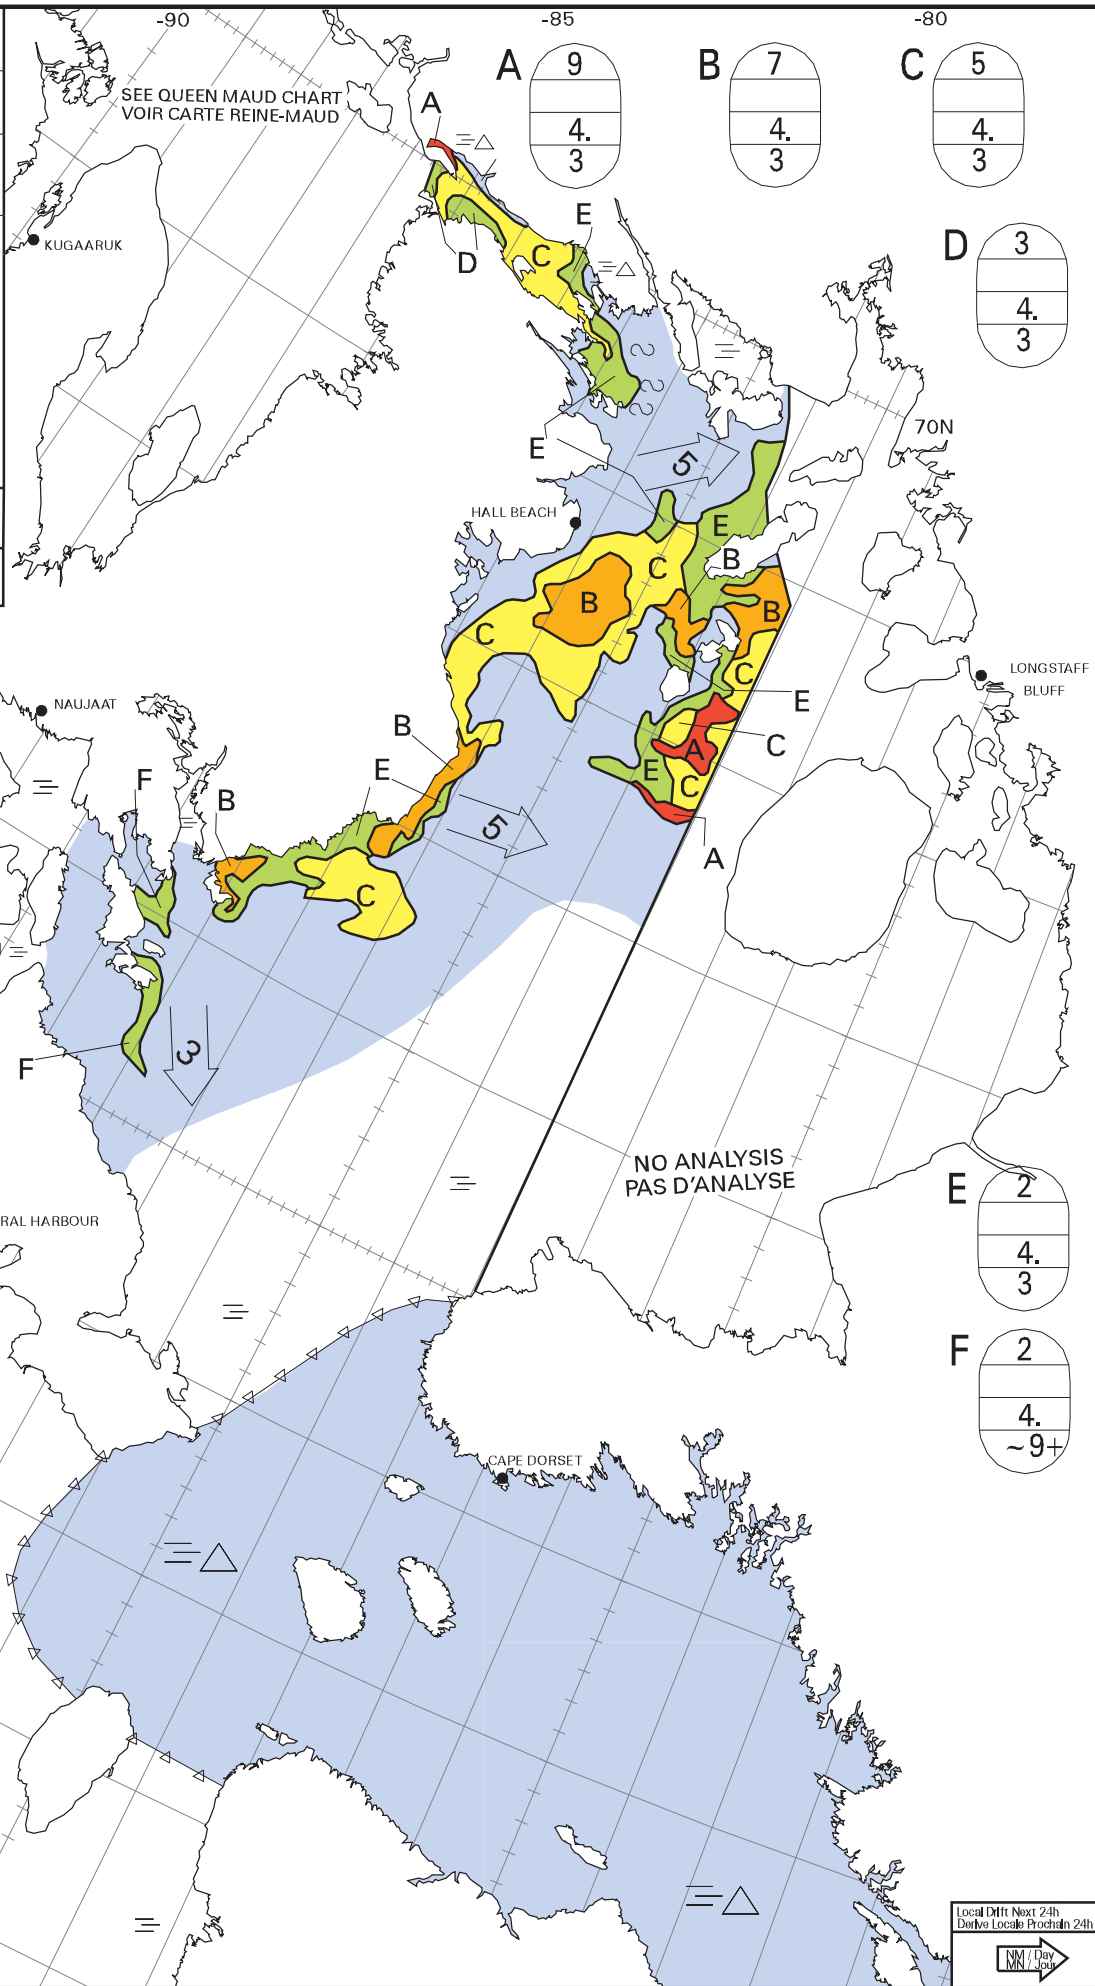 -90
-85
-80
A
9
4.
3
B
7
4.
3
C
5
4.
3
SEE QUEEN MAUD CHART
VOIR CARTE REINE-MAUD
A
E
D
3
4.
3
KUGAARUK
D
C
E
5
70N
HALL BEACH
E
B
C
B
B
C
C
LONGSTAFF
BLUFF
NAUJAAT
E
B
C
A
E
F
B
E
C
5
A
C
3
F
NO ANALYSIS
PAS D'ANALYSE
E
2
4.
3
RAL HARBOUR
F
2
4.
~9+
CAPE DORSET
Local Drift Next 24h
Derive Locale Prochain 24h
NM / Day
MN / Jour